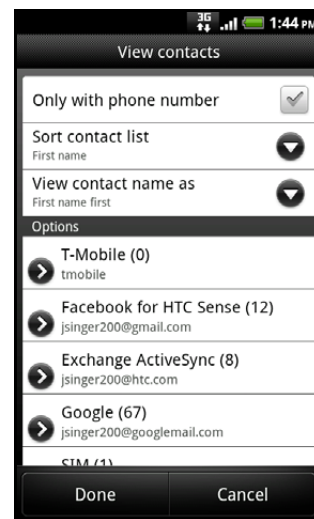 3G 1:44 PM
View contacts
Only with phone number
Sort contact list
First name
View contact name as
First name first
Options
T-Mobile (0)
tmobile
Facebook for HTC Sense (12)
jsinger200@gmail.com
Exchange ActiveSync (8)
jsinger200@htc.com
Google (67)
jsinger200@googlemail.com
SIM (1)
Done Cancel